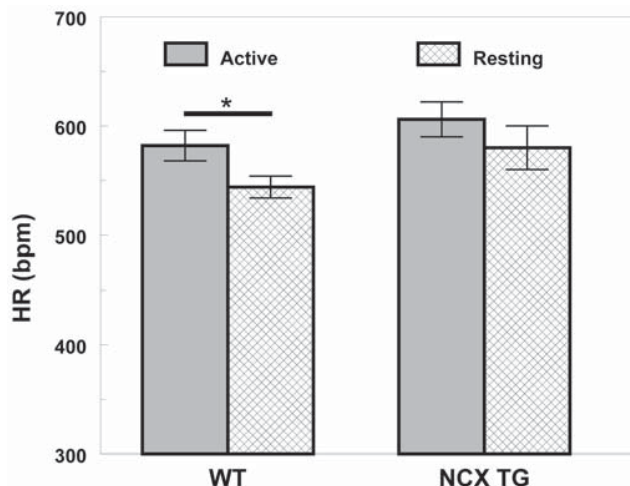 700
Active
Resting
*
600
500
400
300
HR (bpm)
WT
NCX TG